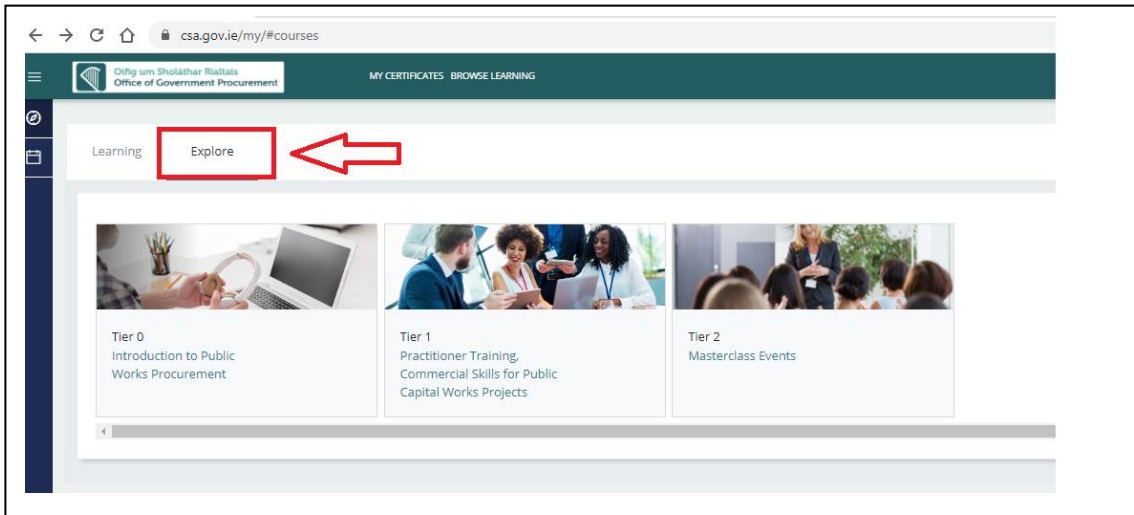 csa.gov.ie/my/#courses
Oifig um Sholáthar Rialtais
Office of Government Procurement
MY CERTIFICATES BROWSE LEARNING
Learning Explore
Tier 0
Introduction to Public
Works Procurement
Tier 1
Practitioner Training,
Commercial Skills for Public
Capital Works Projects
Tier 2
Masterclass Events